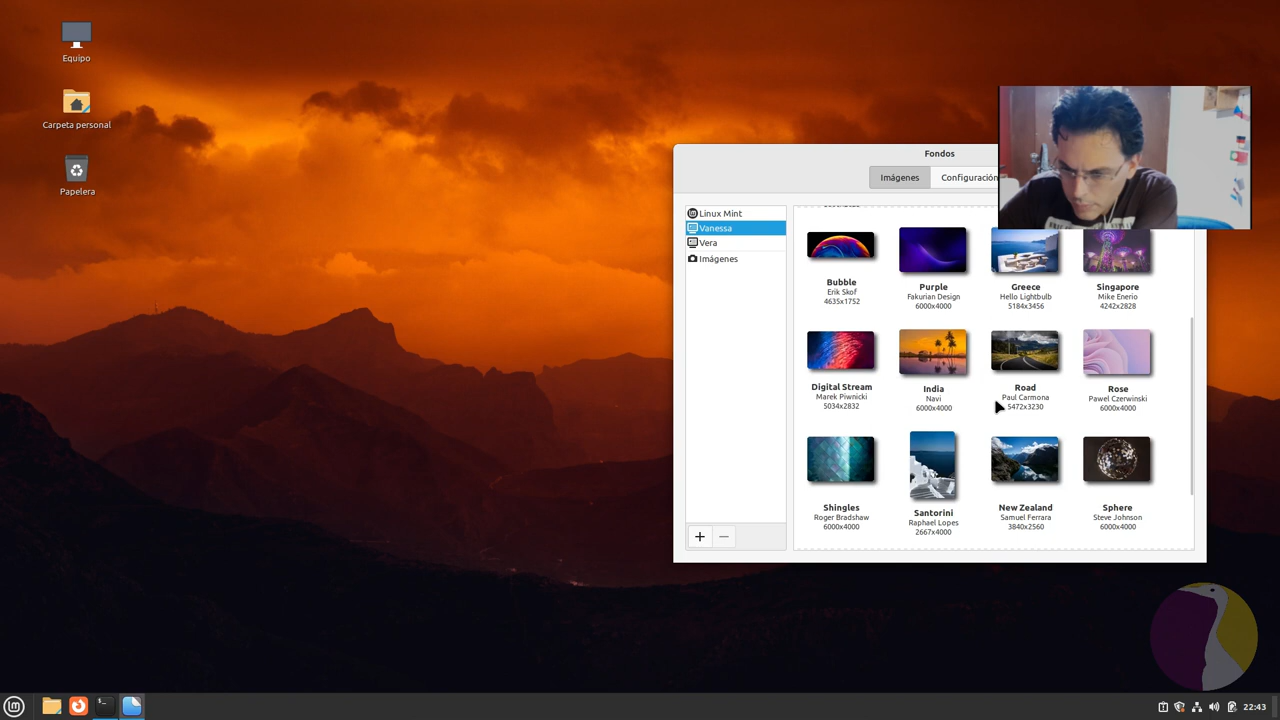 Equipo
Carpeta personal
Papelera
Fondos
Imágenes
Configuración
Linux Mint
Vanessa
Vera
Imágenes
Bubble
Erik Skof
4635x1752
Purple
Fakurian Design
6000x4000
Greece
Hello Lightbulb
5184x3456
Singapore
Mike Enerio
4242x2828
Digital Stream
Marek Piwnicki
5034x2832
India
Navi
6000x4000
Road
Paul Carmona
5472x3230
Rose
Pawel Czerwinski
6000x4000
Shingles
Roger Bradshaw
6000x4000
Santorini
Raphael Lopes
2667x4000
New Zealand
Samuel Ferrara
3840x2560
Sphere
Steve Johnson
6000x4000
22:43